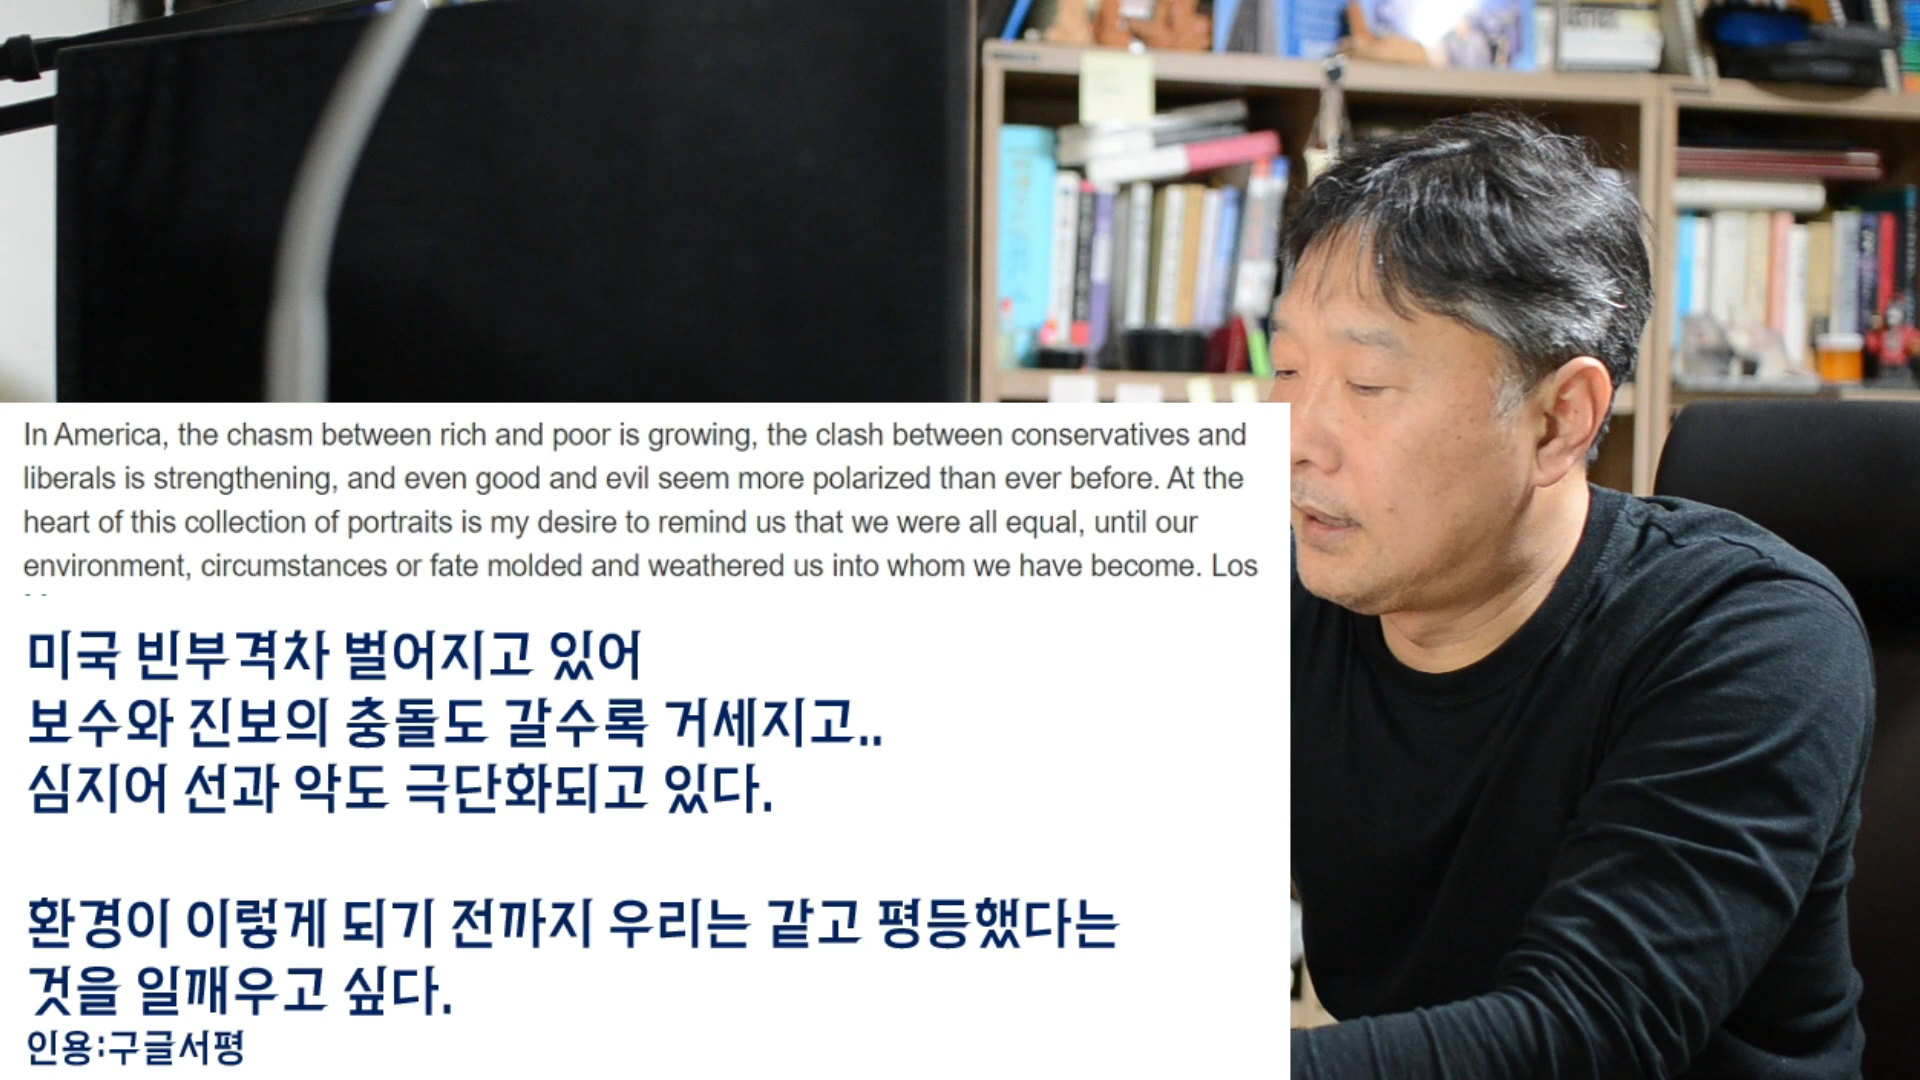 In America, the chasm between rich and poor is growing, the clash between conservatives and
liberals is strengthening, and even good and evil seem more polarized than ever before. At the
heart of this collection of portraits is my desire to remind us that we were all equal, until our
environment, circumstances or fate molded and weathered us into whom we have become. Los
미국 빈부격차 벌어지고 있어
보수와 진보의 충돌도 갈수록 거세지고..
심지어 선과 악도 극단화되고 있다.
환경이 이렇게 되기 전까지 우리는 같고 평등했다는
것을 일깨우고 싶다.
인용:구글서평